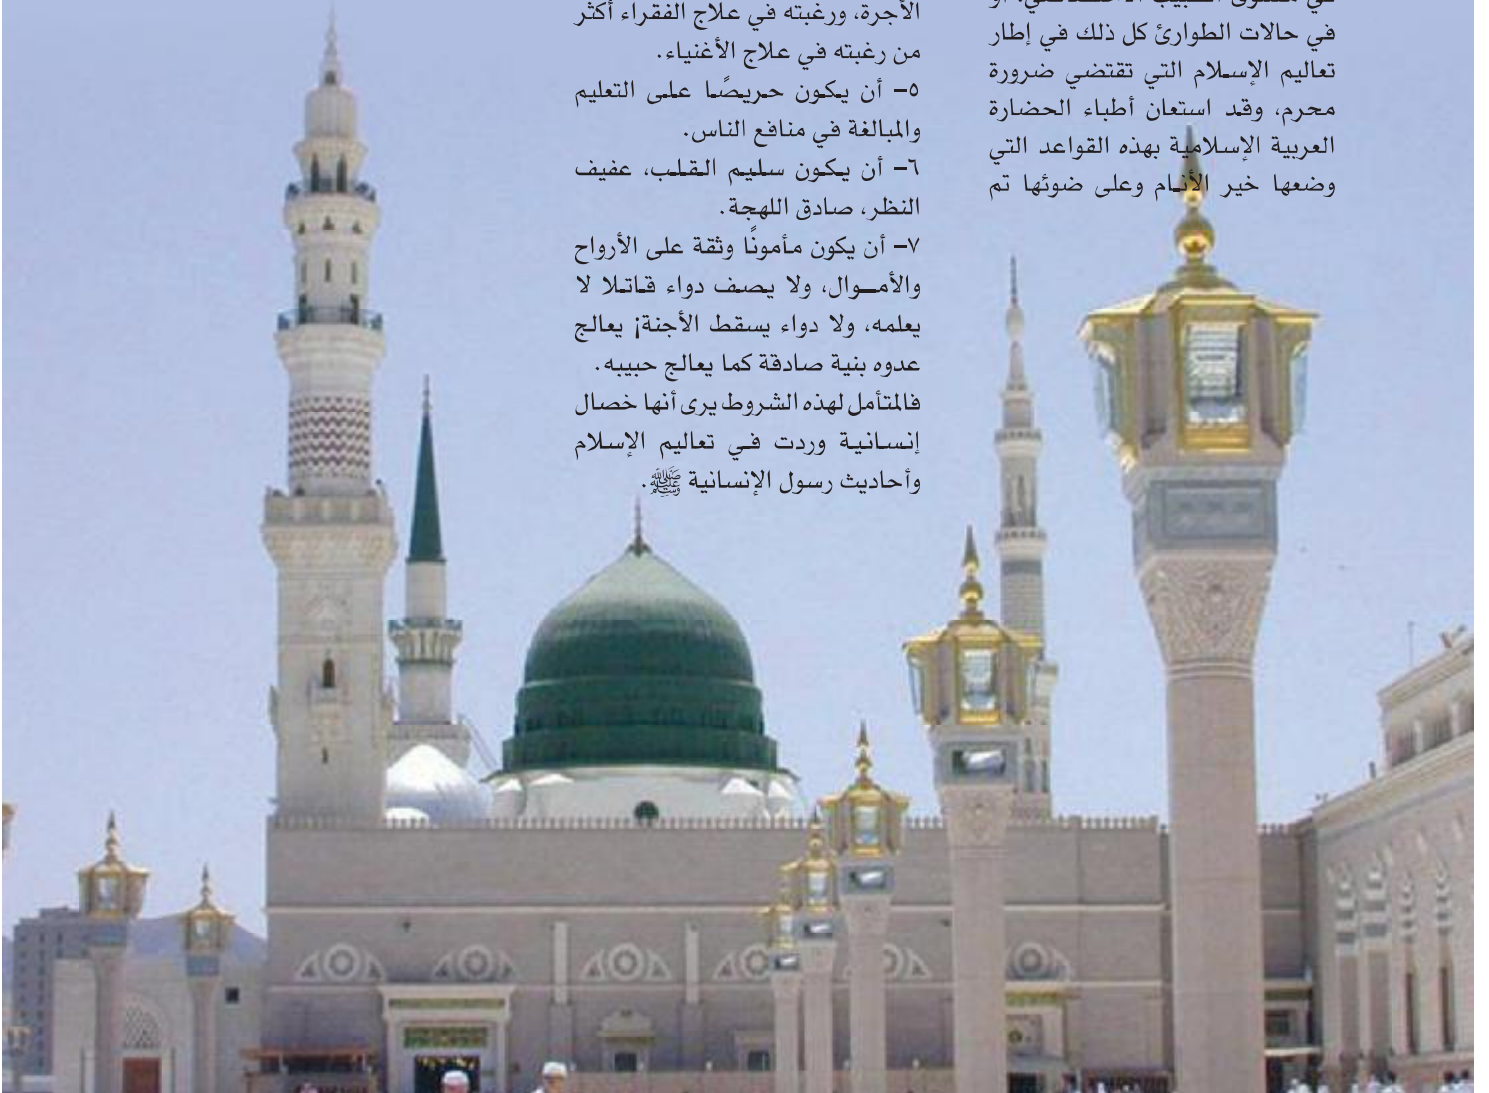 في حالات الطوارئ كل ذلك في إطار
تعاليم الإسلام التي تقتضي ضرورة
محرم، وقد استعان أطباء الحضارة
العربية الإسلامية بهذه القواعد التي
وضعها خير الأنام وعلى ضوئها تم
الأجرة، ورغبته في علاج الفقراء أكثر
من رغبته في علاج الأغنياء.
٥- أن يكون حريصًا على التعليم
والمبالغة في منافع الناس.
٦- أن يكون سليم القلب، عفيف
النظر، صادق اللهجة.
٧- أن يكون مأمونًا وثقة على الأرواح
والأموال، ولا يصف دواء قاتلا لا
يعلمه، ولا دواء يسقط الأجنة¡ يعالج
عدوه بنية صادقة كما يعالج حبيبه.
فالمتأمل لهذه الشروط يرى أنها خصال
إنسانية وردت في تعاليم الإسلام
وأحاديث رسول الإنسانية ﷺ.